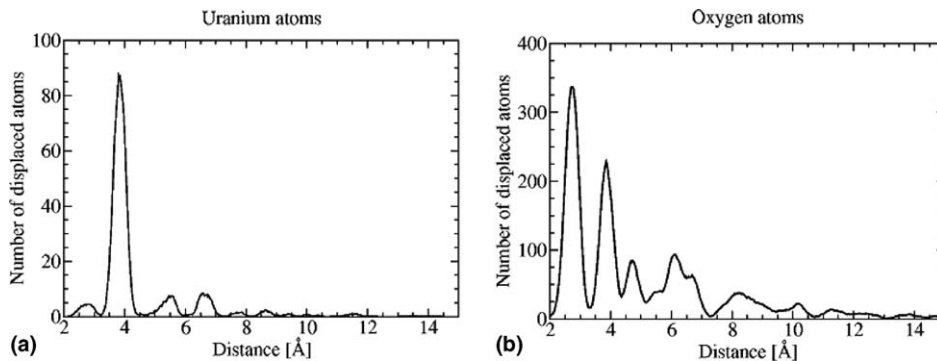 Uranium atoms
Number of displaced atoms
100
80
60
40
20
0
2 4 6 8 10 12 14
Distance [Å]
(a)
Oxygen atoms
Number of displaced atoms
400
300
200
100
0
2 4 6 8 10 12 14
Distance [Å]
(b)